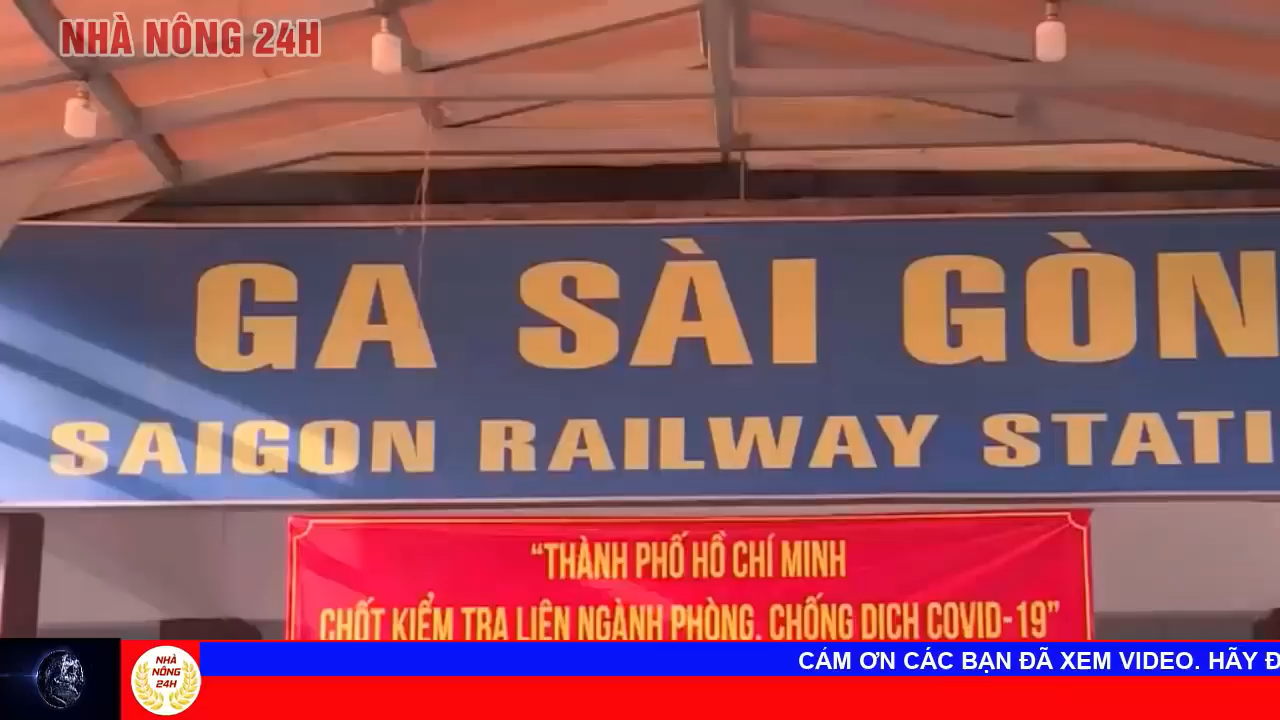 NHÀ NÔNG 24H
GA SÀI GÒN
SAIGON RAILWAY STATI
“THÀNH PHỐ HỒ CHÍ MINH
CHỐT KIỂM TRA LIÊN NGÀNH PHÒNG, CHỐNG DỊCH COVID-19”
NHÀ
NÔNG
24H
CÁM ƠN CÁC BẠN ĐÃ XEM VIDEO. HÃY Đ